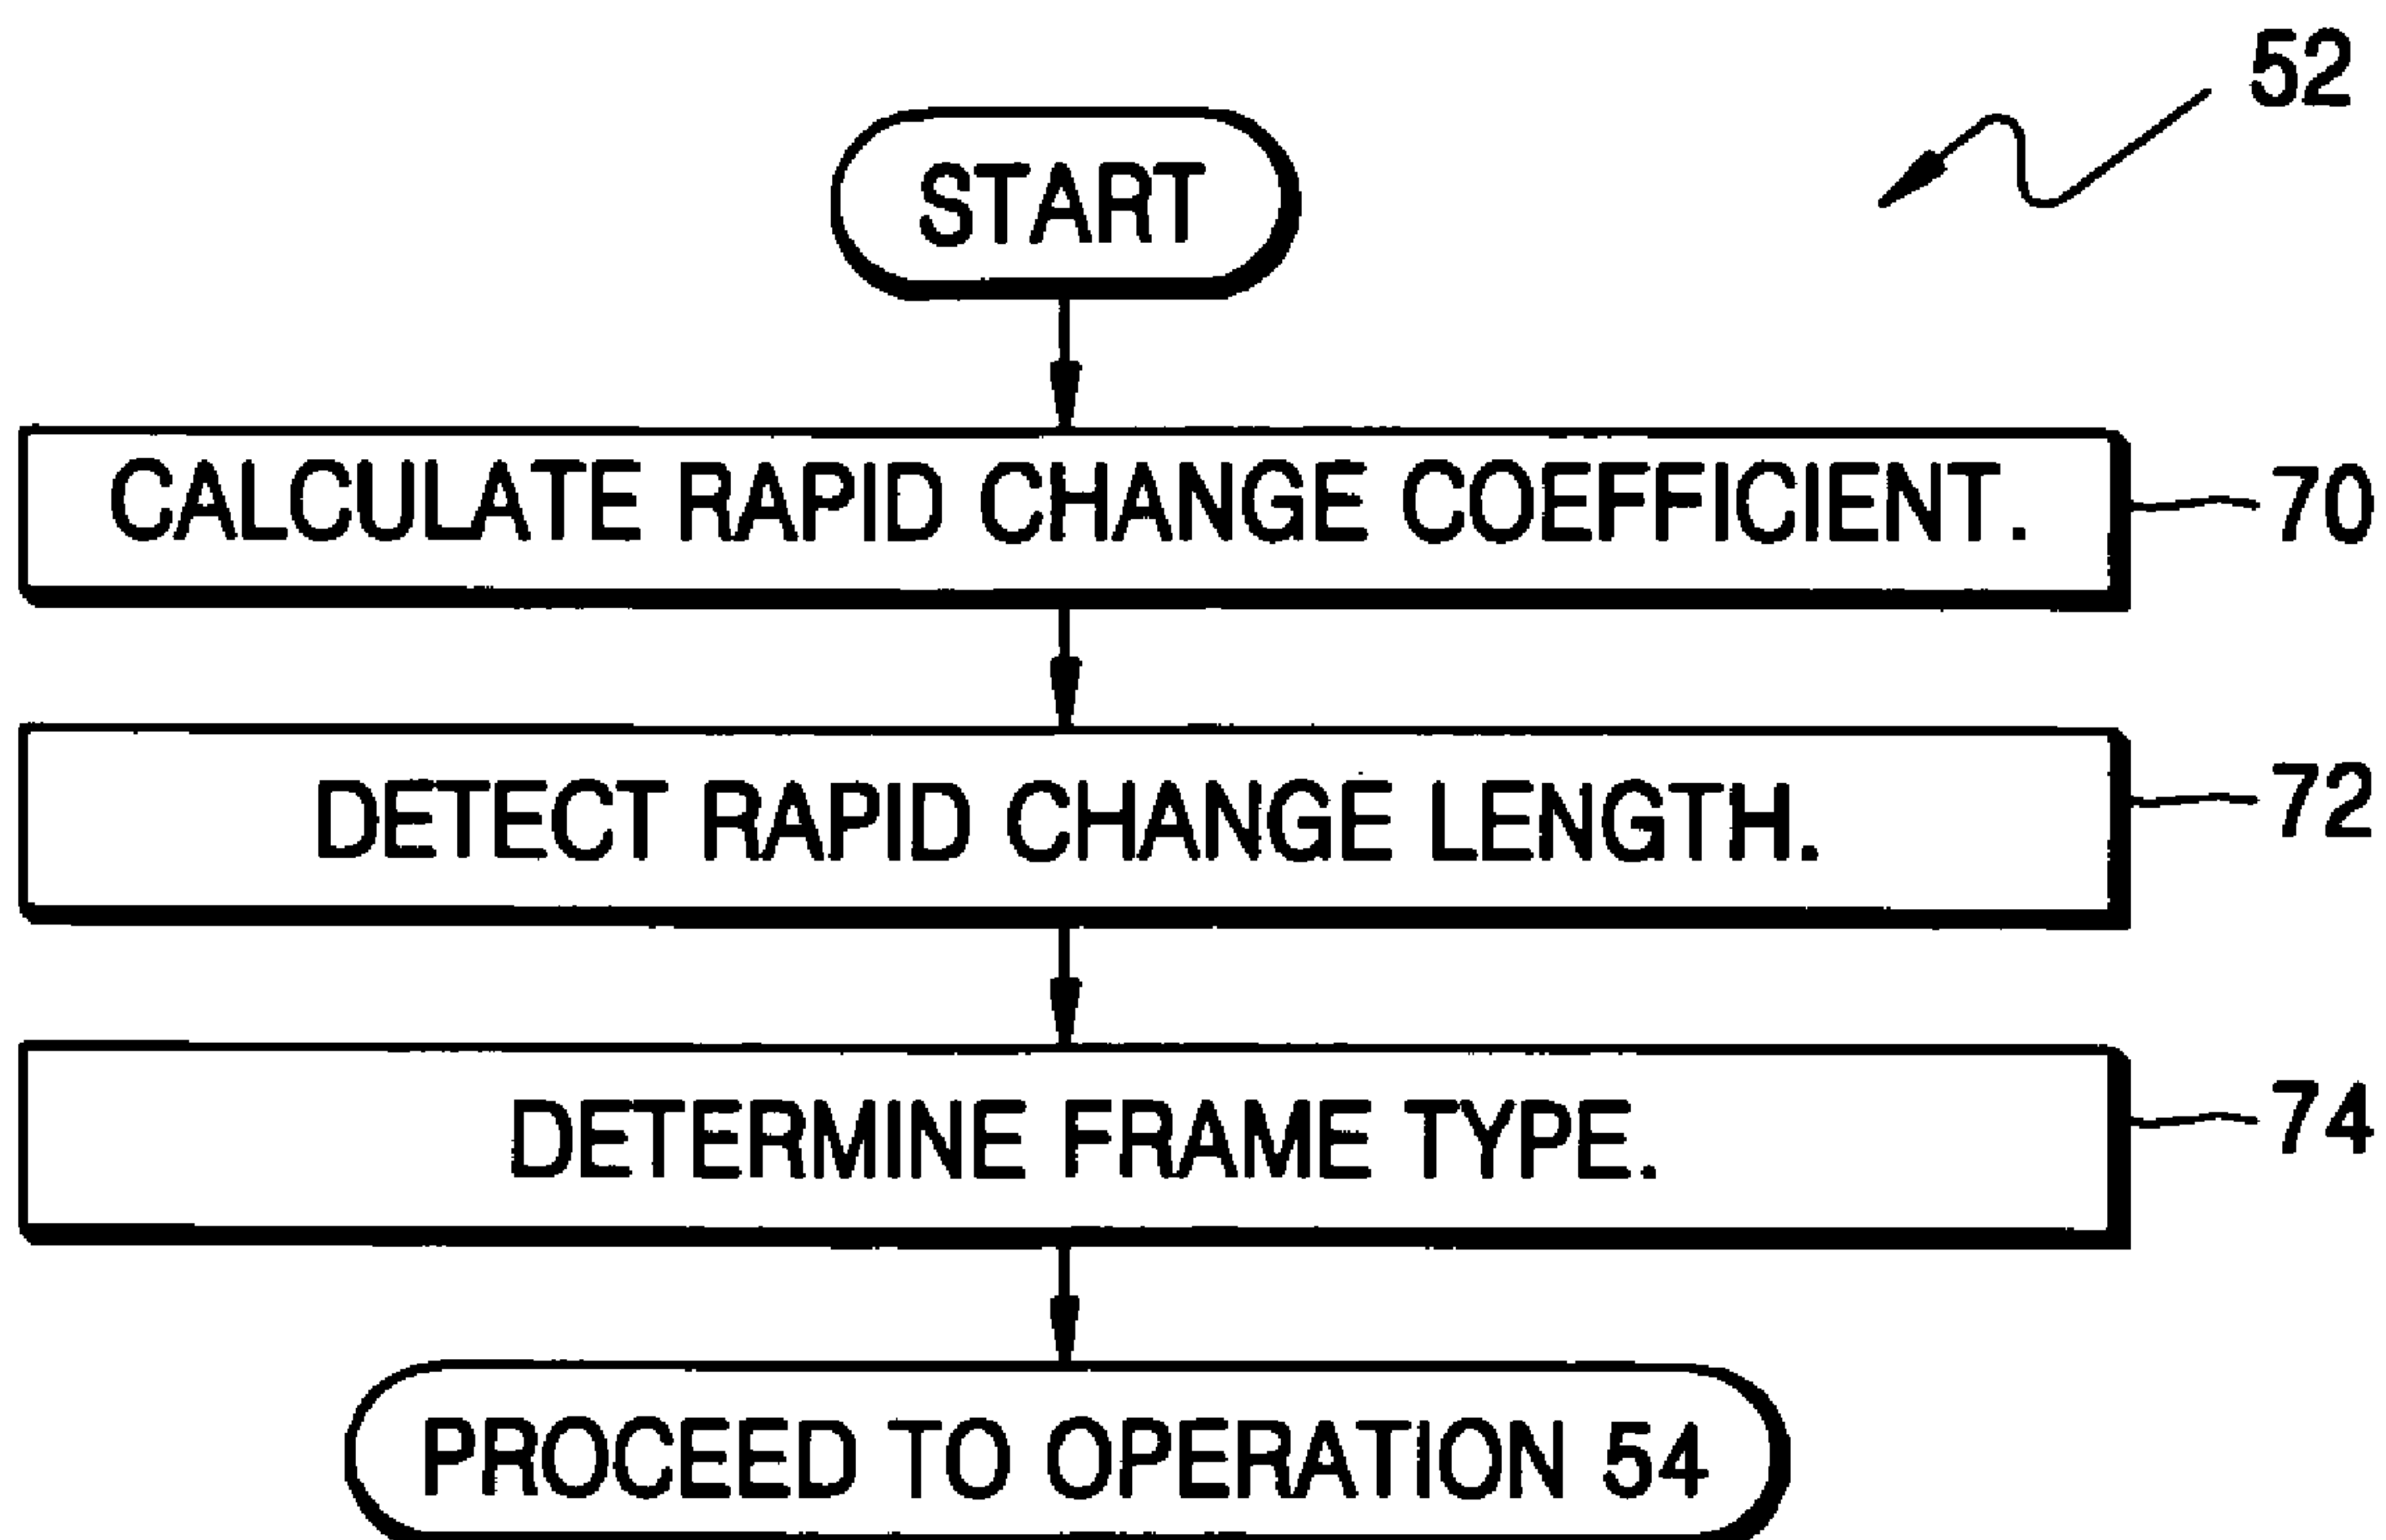 52
START
CALCULATE RAPID CHANGE COEFFICIENT.
70
DETECT RAPID CHANGE LENGTH.
72
DETERMINE FRAME TYPE.
74
PROCEED TO OPERATION 54